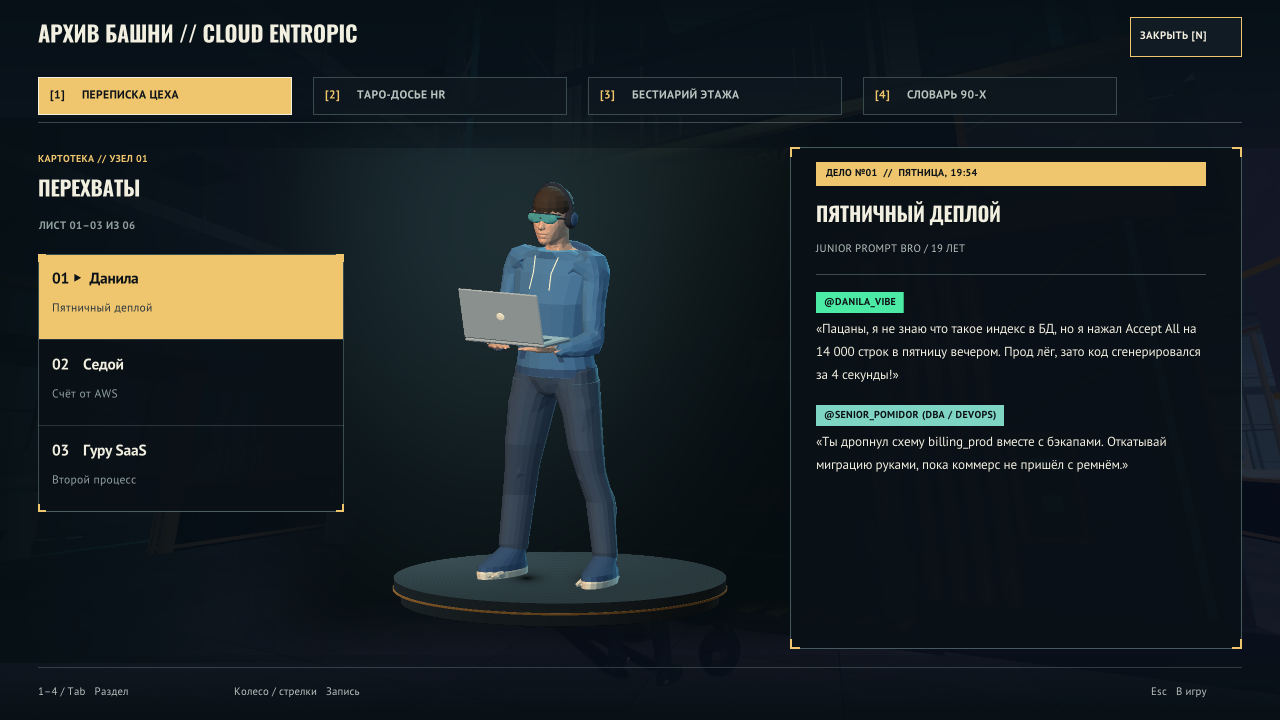 АРХИВ БАШНИ // CLOUD ENTROPIC
ЗАКРЫТЬ [N]
[1] ПЕРЕПИСКА ЦЕХА
[2] ТАРО-ДОСЬЕ HR
[3] БЕСТИАРИЙ ЭТАЖА
[4] СЛОВАРЬ 90-Х
КАРТОТЕКА // УЗЕЛ 01
ПЕРЕХВАТЫ
ЛИСТ 01–03 ИЗ 06
01 ▶ Данила
Пятничный деплой
02 Седой
Счёт от AWS
03 Гуру SaaS
Второй процесс
ДЕЛО №01 // ПЯТНИЦА, 19:54
ПЯТНИЧНЫЙ ДЕПЛОЙ
JUNIOR PROMPT BRO / 19 ЛЕТ
@DANILA_VIBE
«Пацаны, я не знаю что такое индекс в БД, но я нажал Accept All на
14 000 строк в пятницу вечером. Прод лёг, зато код сгенерировался
за 4 секунды!»
@SENIOR_POMIDOR (DBA / DEVOPS)
«Ты дропнул схему billing_prod вместе с бэкапами. Откатывай
миграцию руками, пока коммерс не пришёл с ремнём.»
1–4 / Tab Раздел
Колесо / стрелки Запись
Esc В игру